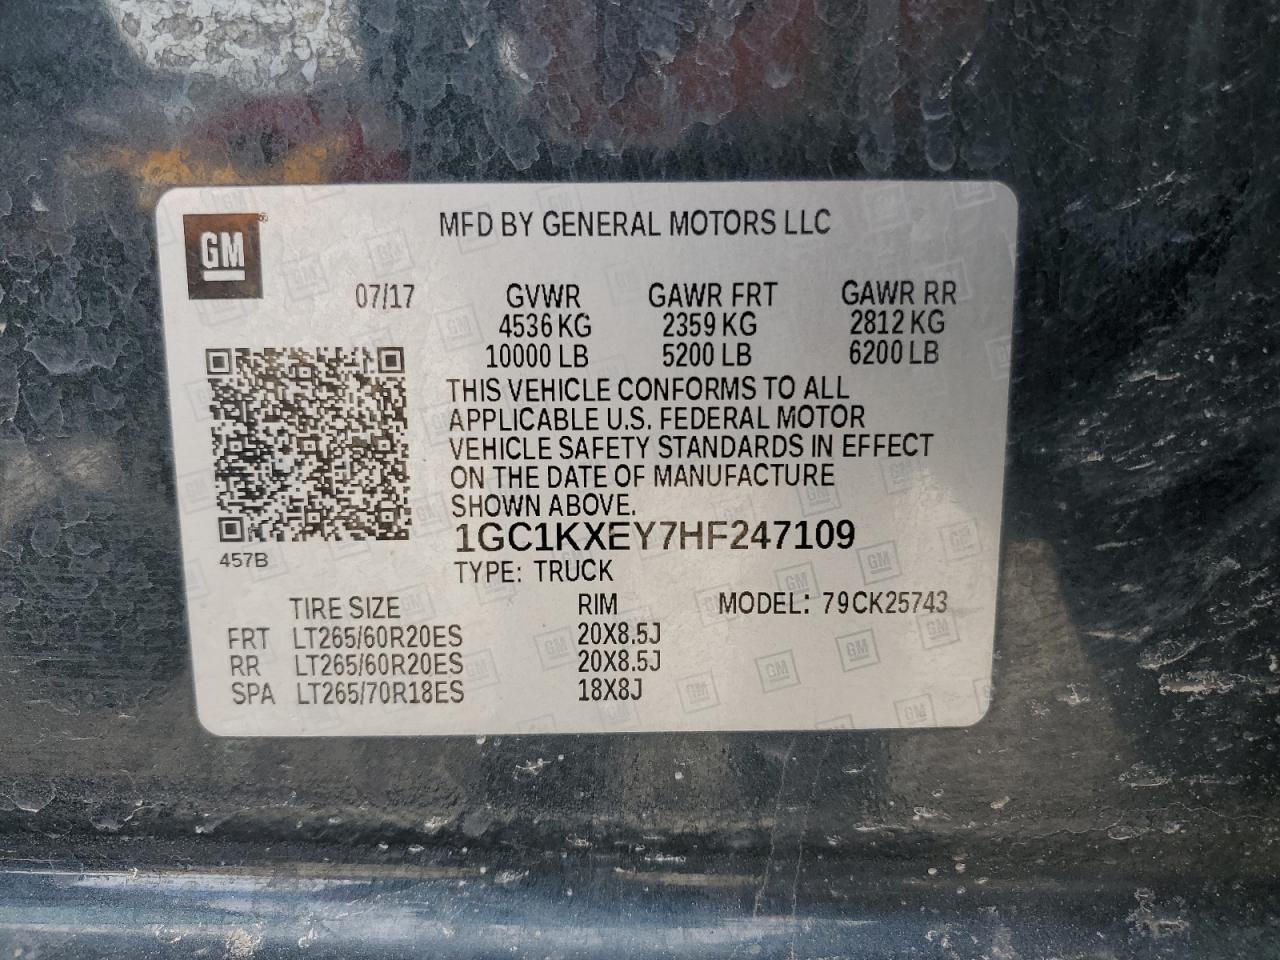 GM
MFD BY GENERAL MOTORS LLC
07/17 GVWR GAWR FRT GAWR RR
4536 KG 2359 KG 2812 KG
10000 LB 5200 LB 6200 LB
THIS VEHICLE CONFORMS TO ALL
APPLICABLE U.S. FEDERAL MOTOR
VEHICLE SAFETY STANDARDS IN EFFECT
ON THE DATE OF MANUFACTURE
SHOWN ABOVE.
1GC1KXEY7HF247109
457B
TYPE: TRUCK
TIRE SIZE RIM MODEL: 79CK25743
FRT LT265/60R20ES 20X8.5J
RR LT265/60R20ES 20X8.5J
SPA LT265/70R18ES 18X8J